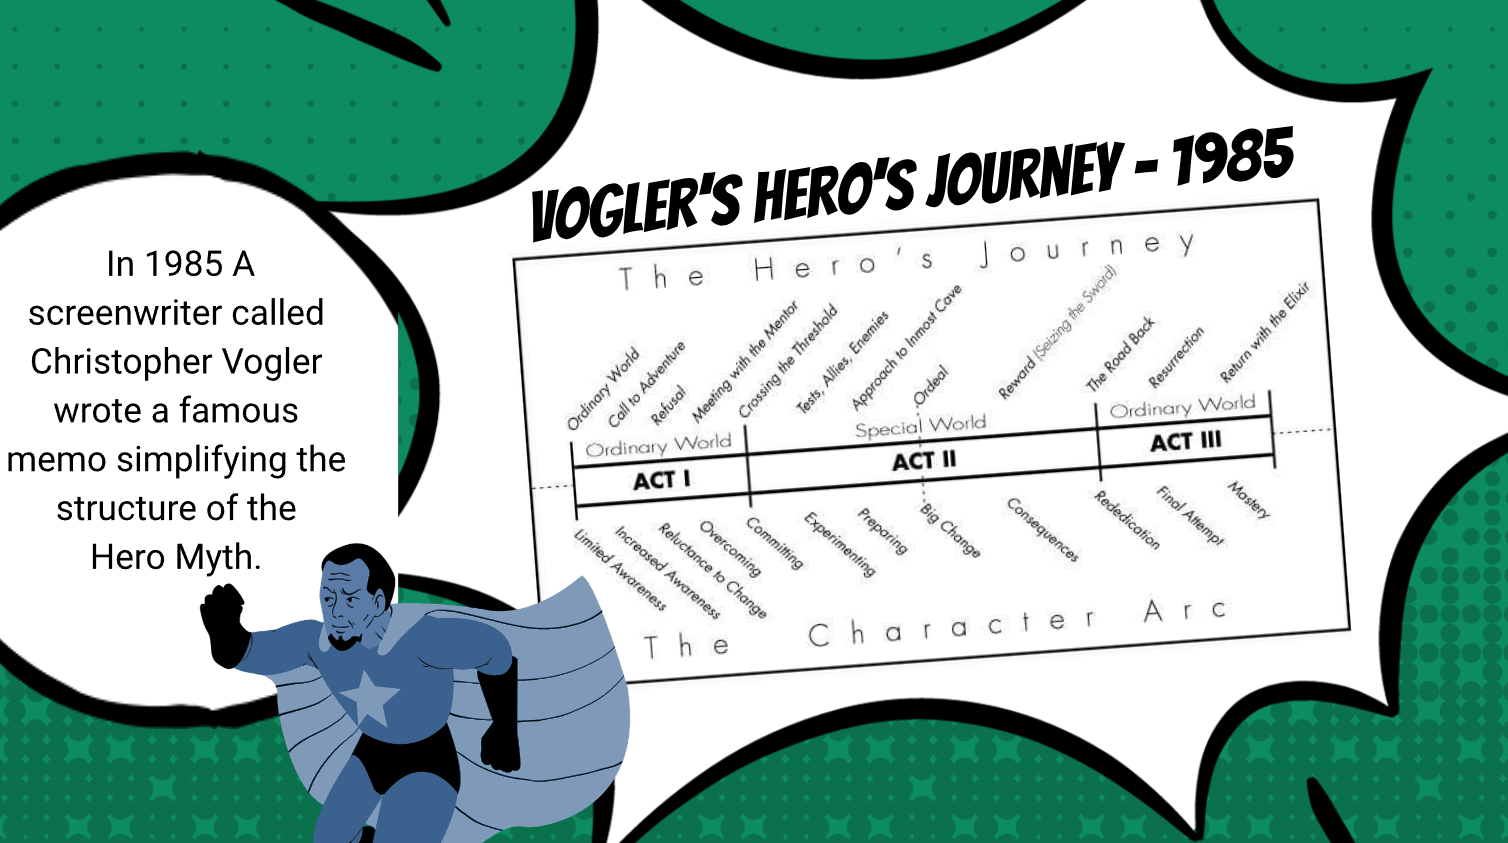 VOGLER'S HERO'S JOURNEY - 1985
In 1985 A
screenwriter called
Christopher Vogler
wrote a famous
memo simplifying the
structure of the
Hero Myth.
The Hero's Journey
Ordinary World
Call to Adventure
Refusal
Meeting with the Mentor
Crossing the Threshold
Tests, Allies, Enemies
Approach to Inmost Cave
Ordeal
Reward (Seizing the Sword)
The Road Back
Resurrection
Return with the Elixir
Ordinary World
Special World
Ordinary World
ACT I
ACT II
ACT III
Limited Awareness
Increased Awareness
Reluctance to Change
Overcoming
Committing
Experimenting
Preparing
Big Change
Consequences
Rededication
Final Attempt
Mastery
The Character Arc